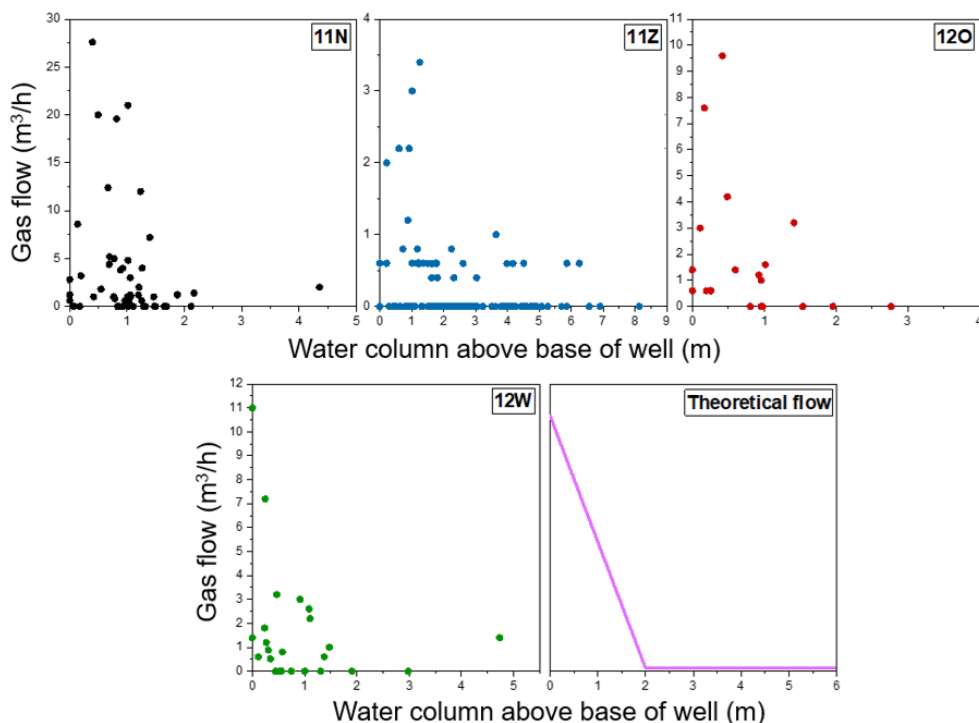 30
25
20
15
10
5
0
0 1 2 3 4 5
11N
4
3
2
1
0
0 1 2 3 4 5 6 7 8 9
11Z
11
10
9
8
7
6
5
4
3
2
1
0
0 1 2 3 4
12O
Gas flow (m³/h)
Water column above base of well (m)
12
11
10
9
8
7
6
5
4
3
2
1
0
0 1 2 3 4 5
12W
Theoretical flow
0 1 2 3 4 5 6
Gas flow (m³/h)
Water column above base of well (m)